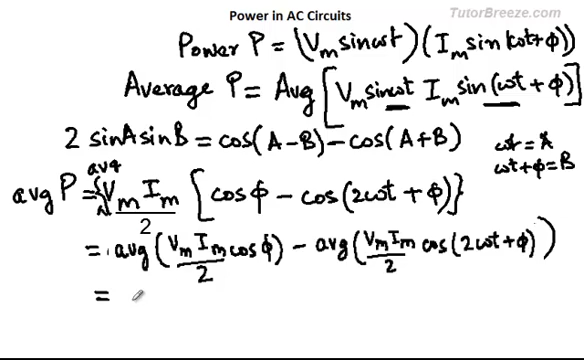 TutorBreeze.com
Power in AC Circuits
Power P = (Vm sinωt) (Im sin(ωt+φ))
Average P = Avg [Vm sinωt Im sin(ωt+φ)]
2 sinA sinB = cos(A-B) - cos(A+B)
ωt = A
ωt+φ = B
avg P = avg {Vm Im/2 [cosφ - cos(2ωt+φ)}
= avg (Vm Im/2 cosφ) - avg (Vm Im/2 cos(2ωt+φ))
=